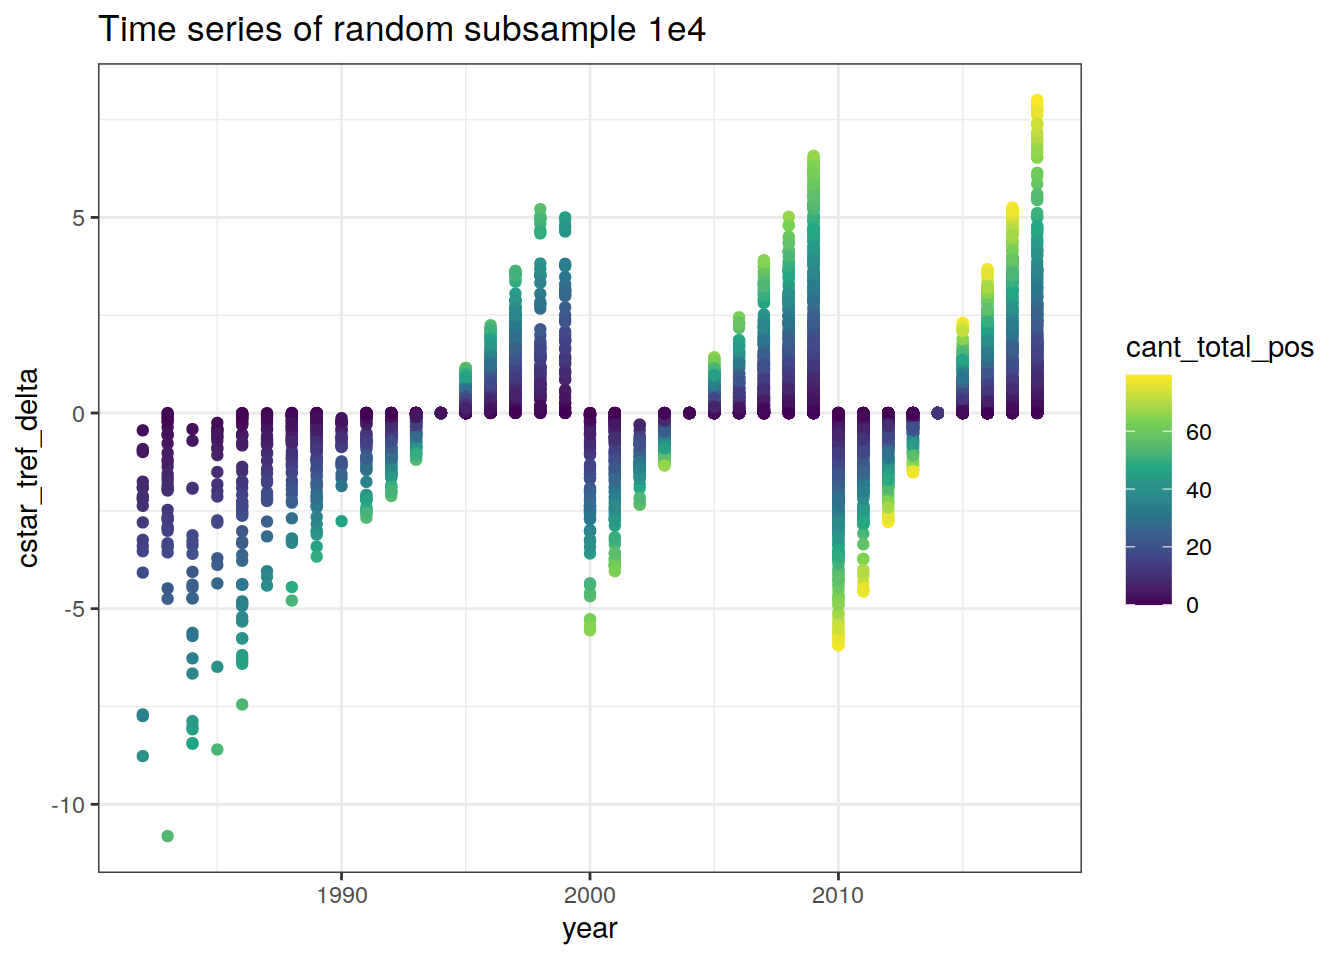 Time series of random subsample 1e4
5
0
-5
-10
cstar_tref_delta
1990
2000
2010
year
cant_total_pos
60
40
20
0